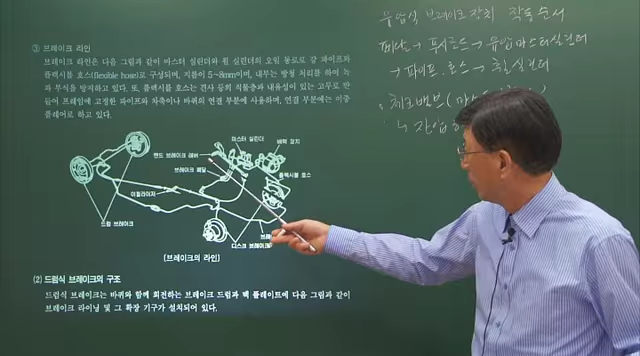 유압식 브레이크 장치 작동 순서
페달 → 푸시로드 → 유압마스터실린더
→ 파이프. 호스 → 휠 실린더
체크밸브 (
↳ 잔압
③ 브레이크 라인
브레이크 라인은 다음 그림과 같이 마스터 실린더와 휠 실린더의 오일 통로로 강 파이프와
플렉시블 호스(flexible hose)로 구성되며, 지름이 5~8mm이며, 내부는 방청 처리를 하여 녹
과 부식을 방지하고 있다. 또, 플렉시블 호스는 견사 등의 직물층과 내유성이 있는 고무로 만
들어 프레임에 고정한 파이프와 차축이나 바퀴의 연결 부분에 사용하며, 연결 부분에는 이중
플레어로 하고 있다.
마스터 실린더
핸드 브레이크 레버
배력 장치
브레이크 페달
플렉시블 호스
이퀄라이저
드럼 브레이크
디스크 브레이크
[브레이크의 라인]
(2) 드럼식 브레이크의 구조
드럼식 브레이크는 바퀴와 함께 회전하는 브레이크 드럼과 백 플레이트에 다음 그림과 같이
브레이크 라이닝 및 그 확장 기구가 설치되어 있다.